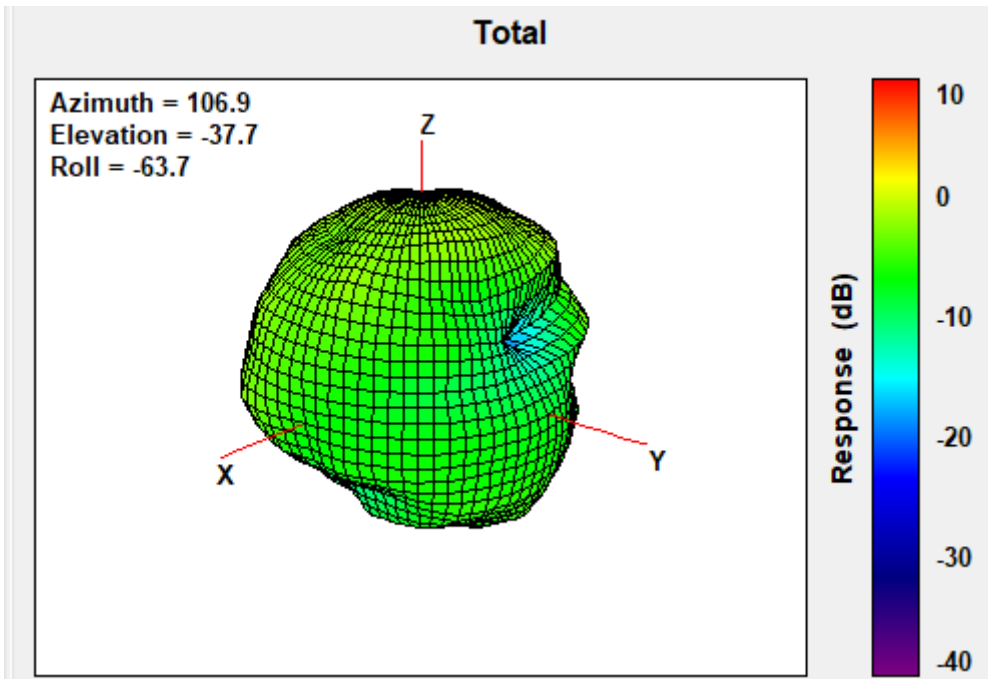 Total
Azimuth = 106.9
Elevation = -37.7
Roll = -63.7
Z
X
Y
Response (dB)
10
0
-10
-20
-30
-40